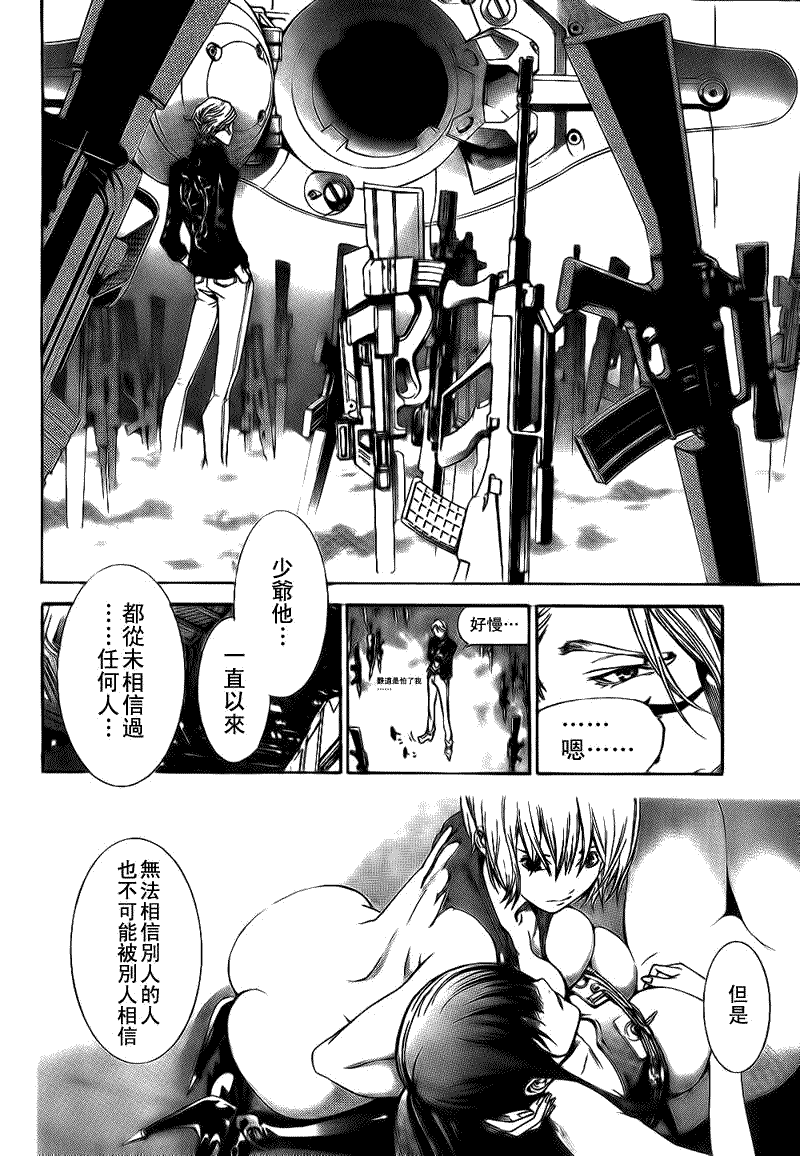 ……
嗯……
好慢…
難道是怕了我
……
少爺他…
一直以來
都從未相信過
……任何人…
但是
無法相信別人的人
也不可能被別人相信